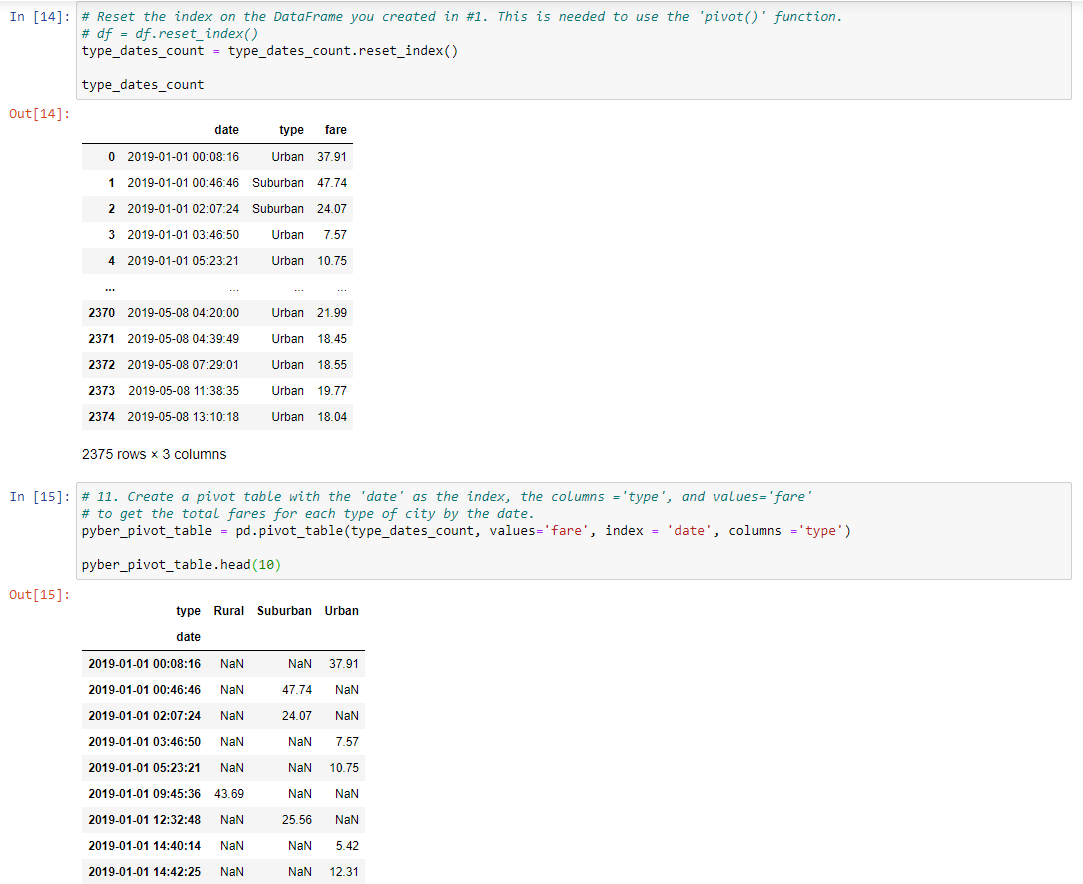 In [14]: # Reset the index on the DataFrame you created in #1. This is needed to use the 'pivot()' function.
# df = df.reset_index()
type_dates_count = type_dates_count.reset_index()
type_dates_count
Out[14]:
date type fare
0 2019-01-01 00:08:16 Urban 37.91
1 2019-01-01 00:46:46 Suburban 47.74
2 2019-01-01 02:07:24 Suburban 24.07
3 2019-01-01 03:46:50 Urban 7.57
4 2019-01-01 05:23:21 Urban 10.75
... ... ... ...
2370 2019-05-08 04:20:00 Urban 21.99
2371 2019-05-08 04:39:49 Urban 18.45
2372 2019-05-08 07:29:01 Urban 18.55
2373 2019-05-08 11:38:35 Urban 19.77
2374 2019-05-08 13:10:18 Urban 18.04
2375 rows × 3 columns
In [15]: # 11. Create a pivot table with the 'date' as the index, the columns ='type', and values='fare'
# to get the total fares for each type of city by the date.
pyber_pivot_table = pd.pivot_table(type_dates_count, values='fare', index = 'date', columns ='type')
pyber_pivot_table.head(10)
Out[15]:
type Rural Suburban Urban
date
2019-01-01 00:08:16 NaN NaN 37.91
2019-01-01 00:46:46 NaN 47.74 NaN
2019-01-01 02:07:24 NaN 24.07 NaN
2019-01-01 03:46:50 NaN NaN 7.57
2019-01-01 05:23:21 NaN NaN 10.75
2019-01-01 09:45:36 43.69 NaN NaN
2019-01-01 12:32:48 NaN 25.56 NaN
2019-01-01 14:40:14 NaN NaN 5.42
2019-01-01 14:42:25 NaN NaN 12.31